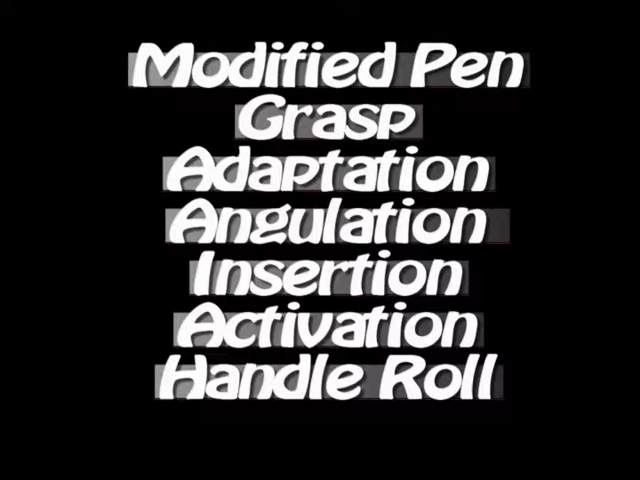 Modified Pen
Grasp
Adaptation
Angulation
Insertion
Activation
Handle Roll